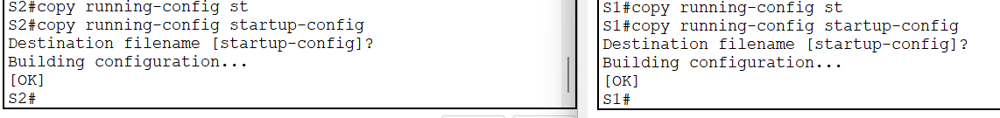 S2#copy running-config st
S2#copy running-config startup-config
Destination filename [startup-config]?
Building configuration...
[OK]
S2#
S1#copy running-config st
S1#copy running-config startup-config
Destination filename [startup-config]?
Building configuration...
[OK]
S1#